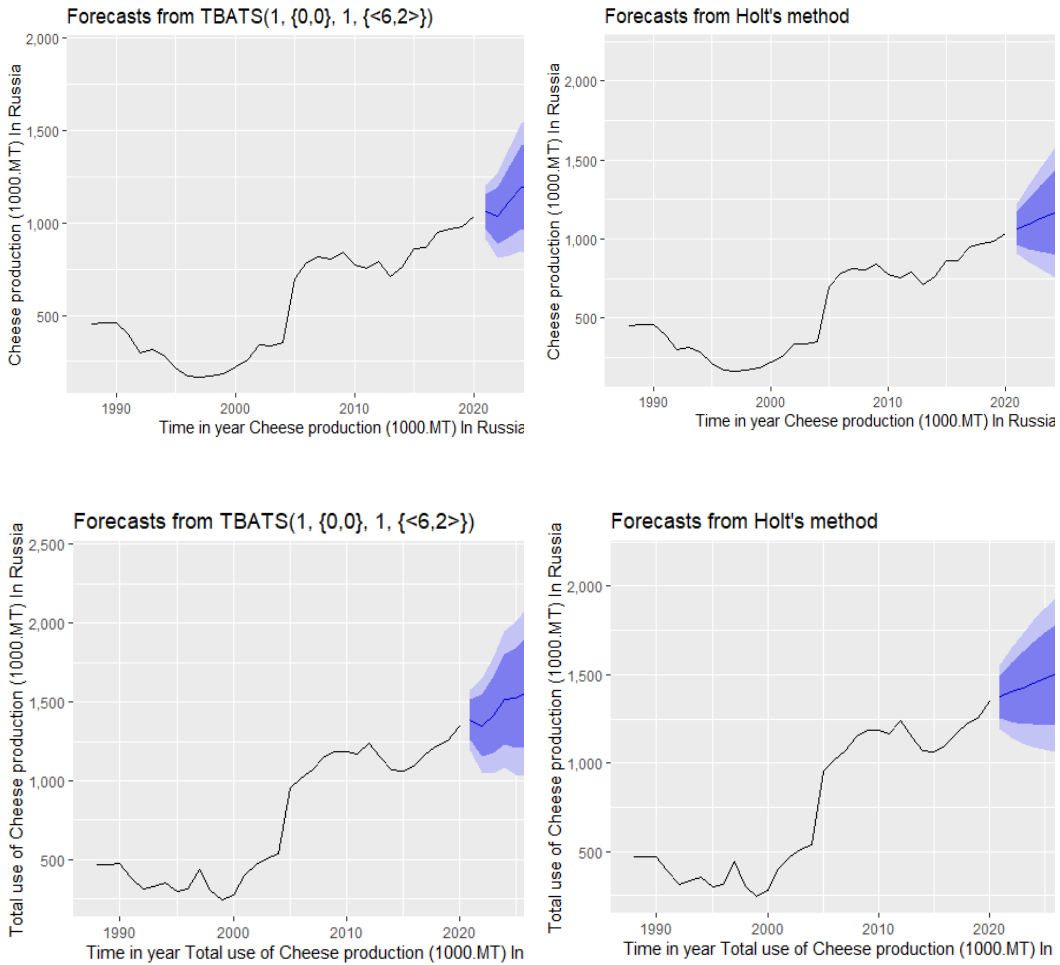 Forecasts from TBATS(1, {0,0}, 1, {<6,2>})
Cheese production (1000.MT) In Russia
2,000
1,500
1,000
500
1990
2000
2010
2020
Time in year Cheese production (1000.MT) In Russia
Forecasts from Holt's method
Cheese production (1000.MT) In Russia
2,000
1,500
1,000
500
1990
2000
2010
2020
Time in year Cheese production (1000.MT) In Russia
Forecasts from TBATS(1, {0,0}, 1, {<6,2>})
Total use of Cheese production (1000.MT) In Russia
2,500
2,000
1,500
1,000
500
1990
2000
2010
2020
Time in year Total use of Cheese production (1000.MT) In
Forecasts from Holt's method
Total use of Cheese production (1000.MT) In Russia
2,000
1,500
1,000
500
1990
2000
2010
2020
Time in year Total use of Cheese production (1000.MT) In